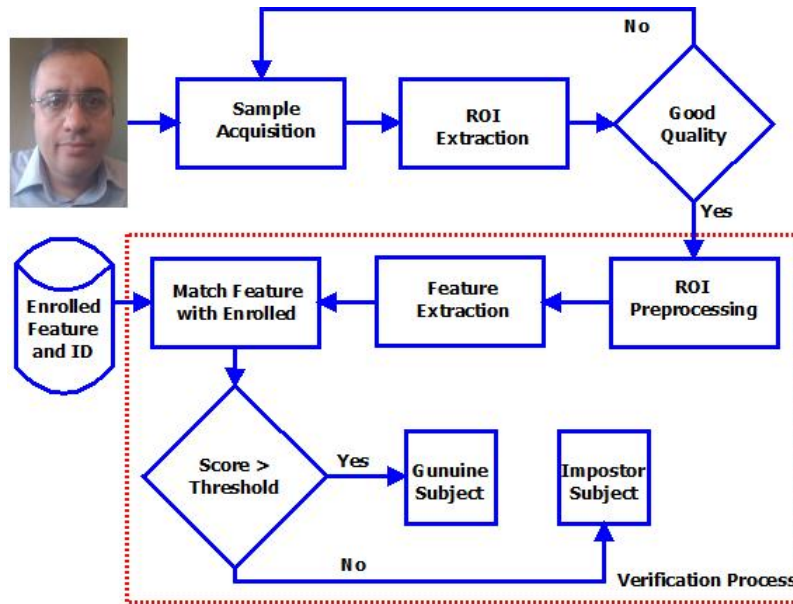 No
Sample
Acquisition
ROI
Extraction
Good
Quality
Yes
Enrolled
Feature
and ID
Match Feature
with Enrolled
Feature
Extraction
ROI
Preprocessing
Score >
Threshold
Yes
Gunuine
Subject
Impostor
Subject
No
Verification Process